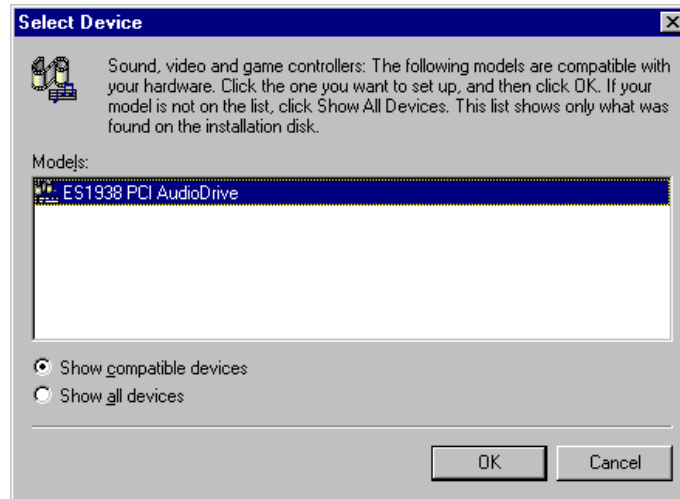 Select Device
Sound, video and game controllers: The following models are compatible with
your hardware. Click the one you want to set up, and then click OK. If your
model is not on the list, click Show All Devices. This list shows only what was
found on the installation disk.
Models:
ES1938 PCI AudioDrive
Show compatible devices
Show all devices
OK
Cancel